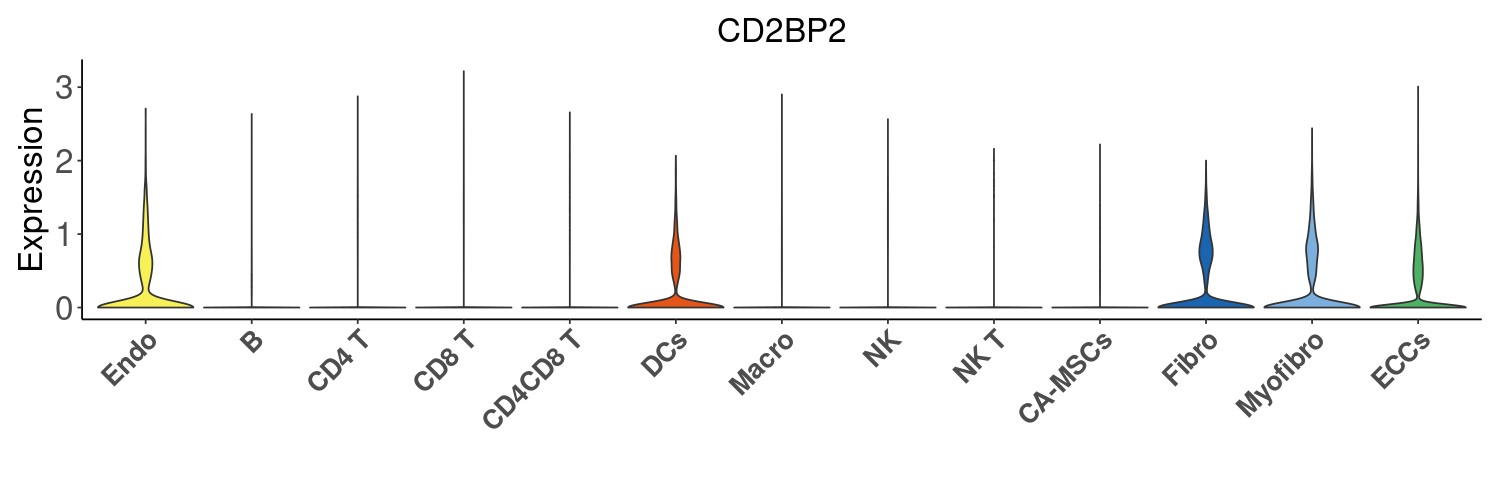 CD2BP2
Expression
3
2
1
0
Endo
B
CD4 T
CD8 T
CD4CD8 T
DCs
Macro
NK
NK T
CA-MSCs
Fibro
Myofibro
ECCs